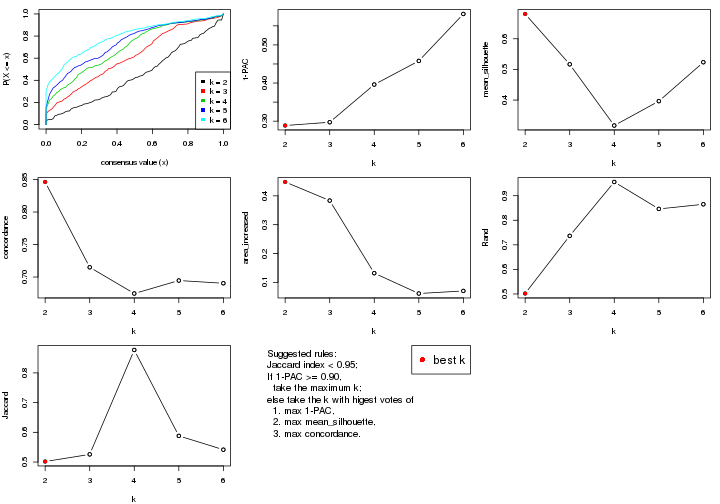 P(X <= x)
0.0 0.2 0.4 0.6 0.8 1.0
k = 2
k = 3
k = 4
k = 5
k = 6
0.0 0.2 0.4 0.6 0.8 1.0
consensus value (x)
1-PAC
0.30 0.40 0.50
2 3 4 5 6
k
mean_silhouette
0.4 0.5 0.6
2 3 4 5 6
k
concordance
0.70 0.75 0.80 0.85
2 3 4 5 6
k
area_increased
0.1 0.2 0.3 0.4
2 3 4 5 6
k
Rand
0.5 0.6 0.7 0.8 0.9
2 3 4 5 6
k
Jaccard
0.5 0.6 0.7 0.8
2 3 4 5 6
k
Suggested rules:
Jaccard index < 0.95;
If 1-PAC >= 0.90,
take the maximum k;
else take the k with higest votes of
1. max 1-PAC,
2. max mean_silhouette,
3. max concordance.
best k